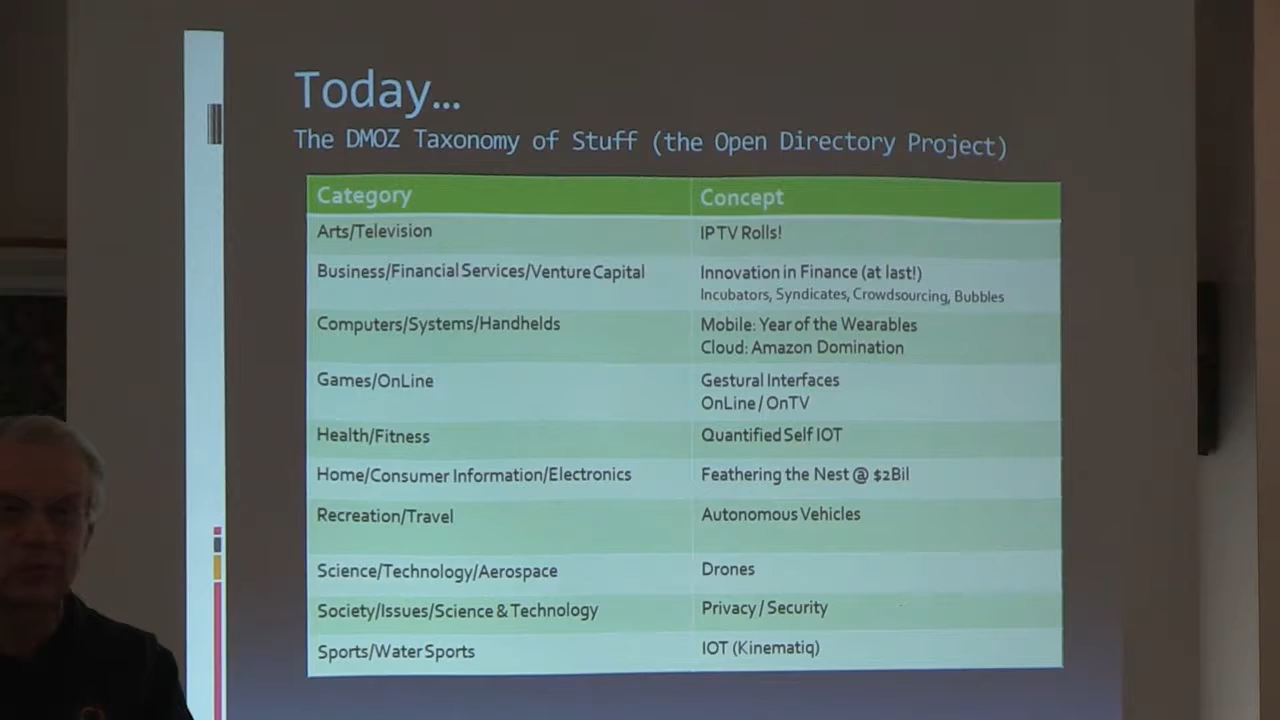 Today...
The DMOZ Taxonomy of Stuff (the Open Directory Project)
Category Concept
Arts/Television IPTV Rolls!
Business/Financial Services/Venture Capital Innovation in Finance (at last!)
Incubators, Syndicates, Crowdsourcing, Bubbles
Computers/Systems/Handhelds Mobile: Year of the Wearables
Cloud: Amazon Domination
Games/OnLine Gestural Interfaces
OnLine / OnTV
Health/Fitness Quantified Self IOT
Home/Consumer Information/Electronics Feathering the Nest @ $2Bil
Recreation/Travel Autonomous Vehicles
Science/Technology/Aerospace Drones
Society/Issues/Science & Technology Privacy / Security
Sports/Water Sports IOT (Kinematiq)